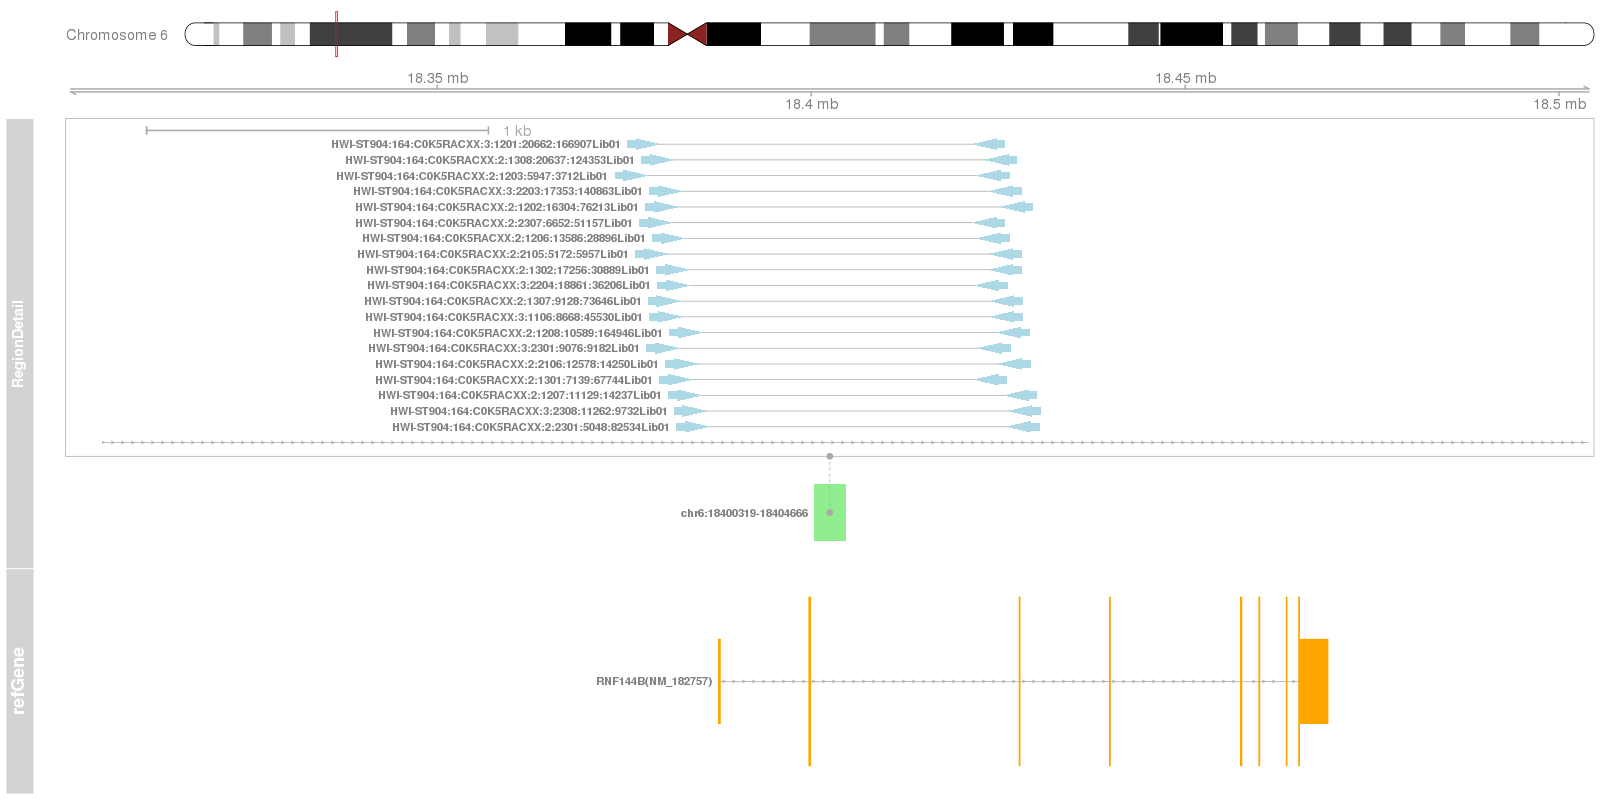 Chromosome 6
18.35 mb
18.45 mb
18.4 mb
18.5 mb
RegionDetail
1 kb
HWI-ST904:164:C0K5RACXX:3:1201:20662:166907Lib01
HWI-ST904:164:C0K5RACXX:2:1308:20637:124353Lib01
HWI-ST904:164:C0K5RACXX:2:1203:5947:3712Lib01
HWI-ST904:164:C0K5RACXX:3:2203:17353:140863Lib01
HWI-ST904:164:C0K5RACXX:2:1202:16304:76213Lib01
HWI-ST904:164:C0K5RACXX:2:2307:6652:51157Lib01
HWI-ST904:164:C0K5RACXX:2:1206:13586:28896Lib01
HWI-ST904:164:C0K5RACXX:2:2105:5172:5957Lib01
HWI-ST904:164:C0K5RACXX:2:1302:17256:30889Lib01
HWI-ST904:164:C0K5RACXX:3:2204:18861:36206Lib01
HWI-ST904:164:C0K5RACXX:2:1307:9128:73646Lib01
HWI-ST904:164:C0K5RACXX:3:1106:8668:45530Lib01
HWI-ST904:164:C0K5RACXX:2:1208:10589:164946Lib01
HWI-ST904:164:C0K5RACXX:3:2301:9076:9182Lib01
HWI-ST904:164:C0K5RACXX:2:2106:12578:14250Lib01
HWI-ST904:164:C0K5RACXX:2:1301:7139:67744Lib01
HWI-ST904:164:C0K5RACXX:2:1207:11129:14237Lib01
HWI-ST904:164:C0K5RACXX:3:2308:11262:9732Lib01
HWI-ST904:164:C0K5RACXX:2:2301:5048:82534Lib01
chr6:18400319-18404666
refGene
RNF144B(NM_182757)